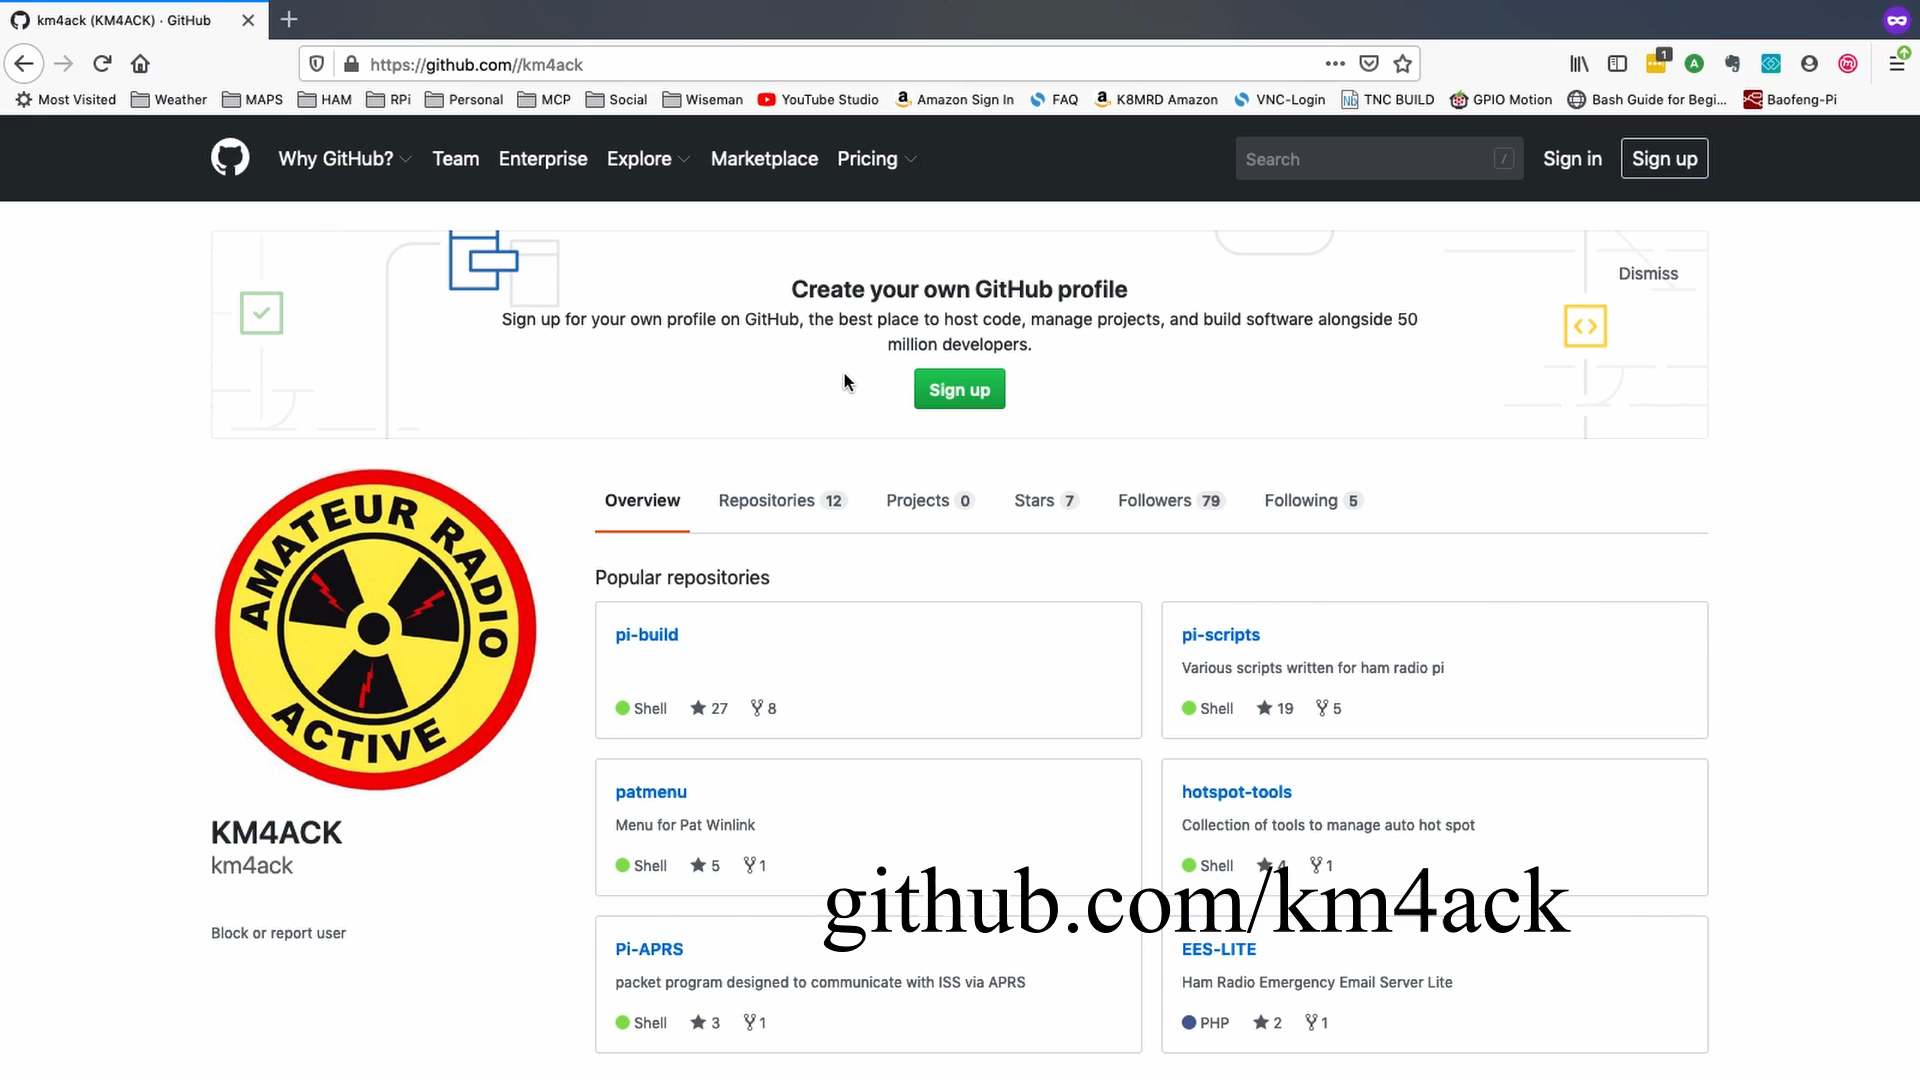 km4ack (KM4ACK) · GitHub
https://github.com//km4ack
1
A
Most Visited Weather MAPS HAM RPi Personal MCP Social Wiseman YouTube Studio Amazon Sign In FAQ K8MRD Amazon VNC-Login TNC BUILD GPIO Motion Bash Guide for Begi... Baofeng-Pi
Why GitHub? Team Enterprise Explore Marketplace Pricing Search / Sign in Sign up
Dismiss
Create your own GitHub profile
Sign up for your own profile on GitHub, the best place to host code, manage projects, and build software alongside 50
million developers.
Sign up
AMATEUR RADIO
ACTIVE
KM4ACK
km4ack
Block or report user
Overview Repositories 12 Projects 0 Stars 7 Followers 79 Following 5
Popular repositories
pi-build
Shell 27 8
pi-scripts
Various scripts written for ham radio pi
Shell 19 5
patmenu
Menu for Pat Winlink
Shell 5 1
hotspot-tools
Collection of tools to manage auto hot spot
Shell 4 1
github.com/km4ack
Pi-APRS
packet program designed to communicate with ISS via APRS
Shell 3 1
EES-LITE
Ham Radio Emergency Email Server Lite
PHP 2 1